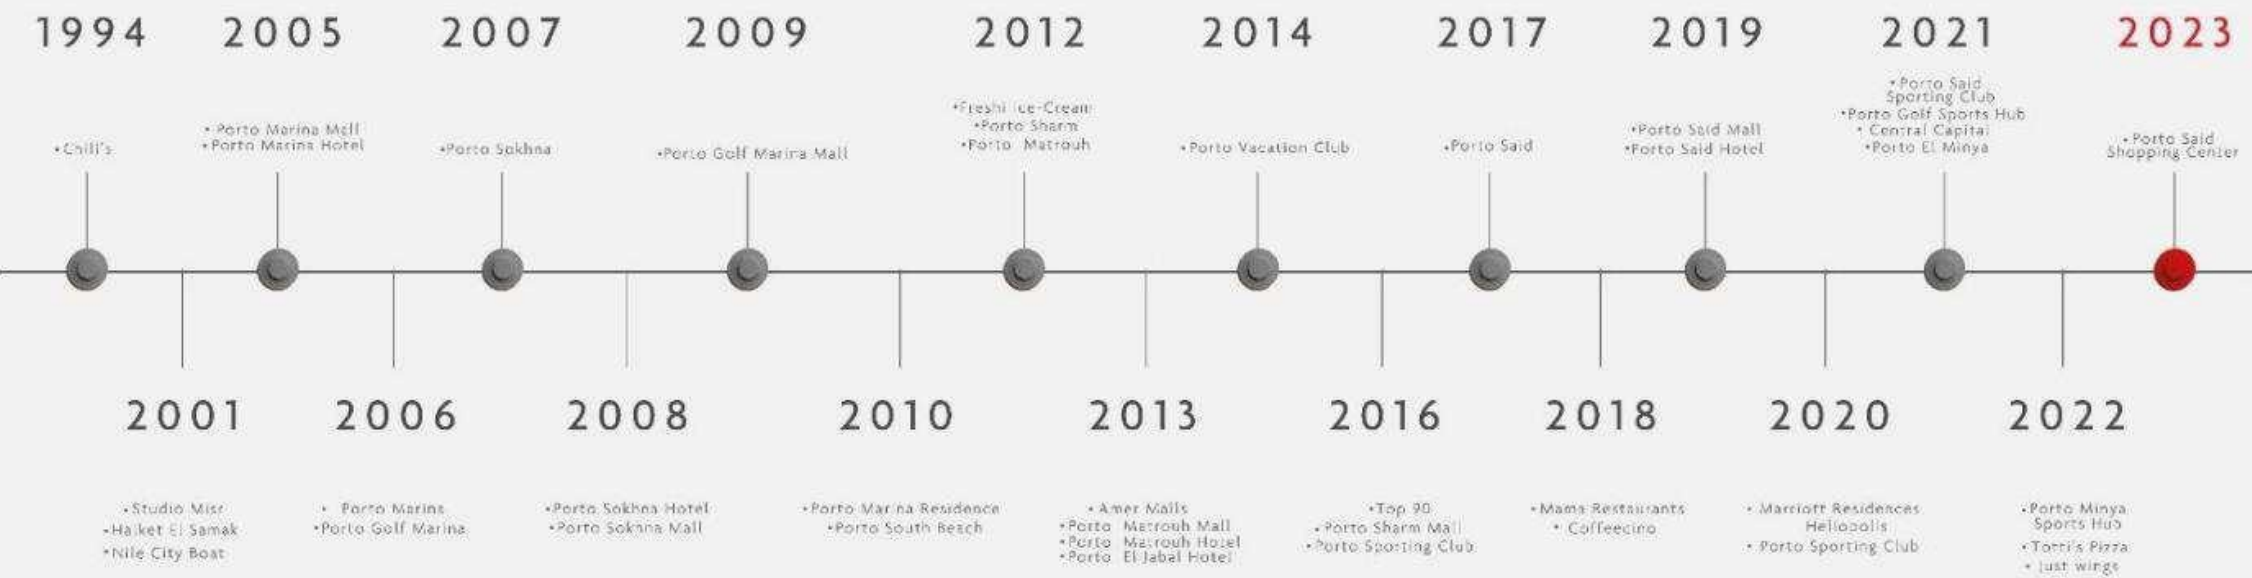 1994
•Chili's
2005
• Porto Marina Mall
•Porto Marina Hotel
2007
•Porto Sokhna
2009
•Porto Golf Marina Mall
2012
•Freshi Ice-Cream
•Porto Sharm
•Porto Matrouh
2014
•Porto Vacation Club
2017
•Porto Said
2019
•Porto Said Mall
•Porto Said Hotel
2021
•Porto Said
Sporting Club
•Porto Golf Sports Hub
• Central Capital
•Porto El Minya
2023
•Porto Said
Shopping Center
2001
•Studio Misr
•Halket El Samak
•Nile City Boat
2006
• Porto Marina
•Porto Golf Marina
2008
•Porto Sokhna Hotel
•Porto Sokhna Mall
2010
•Porto Marina Residence
•Porto South Beach
2013
• Amer Malls
•Porto Matrouh Mall
•Porto Matrouh Hotel
•Porto El Jabal Hotel
2016
•Top 90
•Porto Sharm Mall
•Porto Sporting Club
2018
•Mama Restaurants
• Coffeecino
2020
• Marriott Residences
Heliopolis
• Porto Sporting Club
2022
•Porto Minya
Sports Hub
•Totti's Pizza
• Just wings